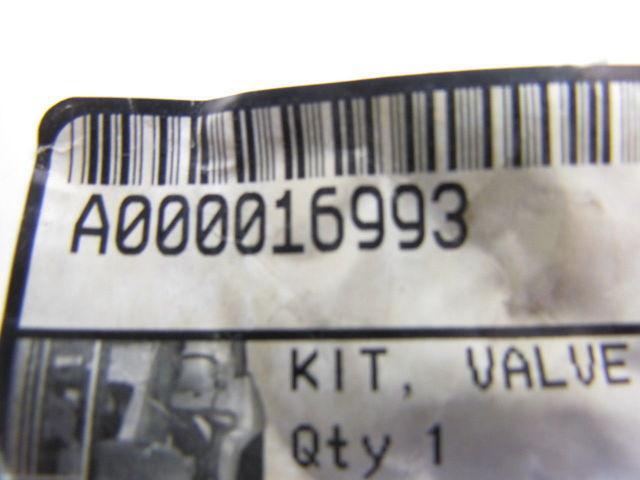 A000016993
KIT, VALVE
Qty 1